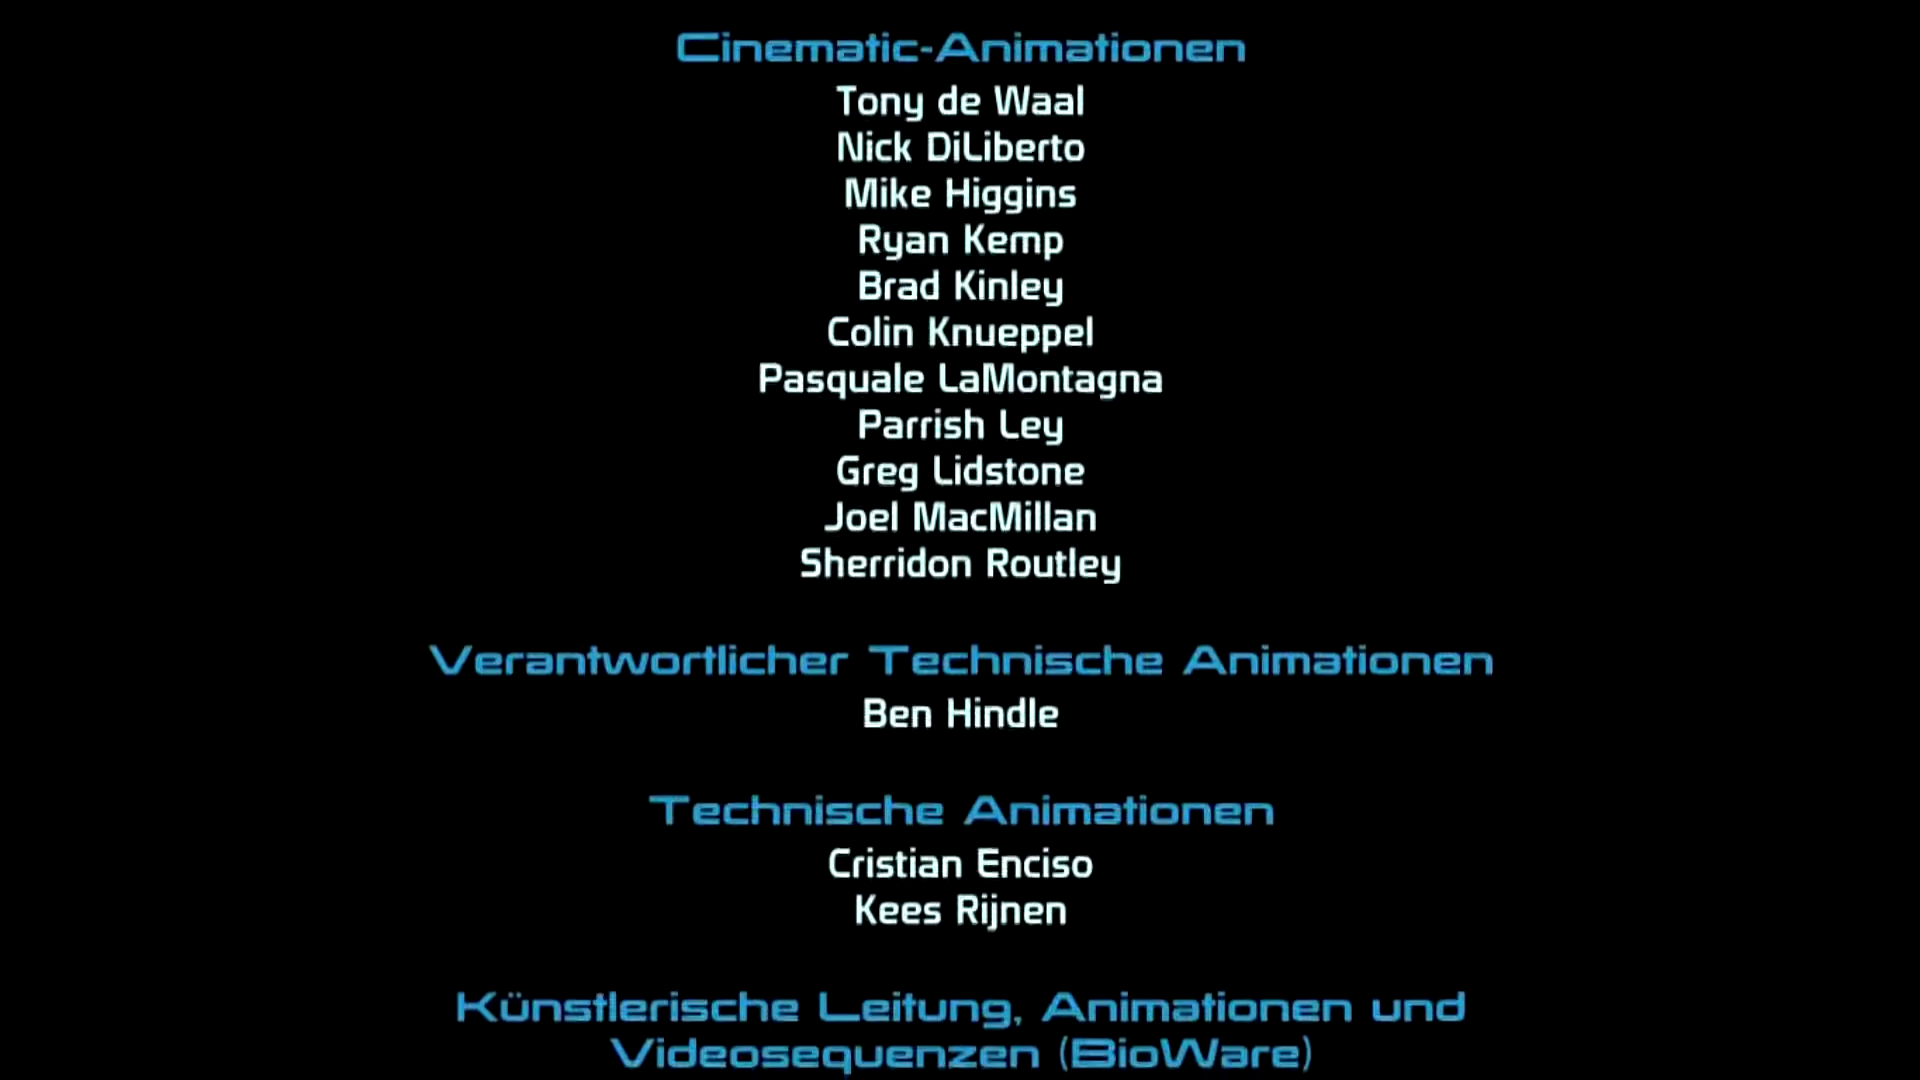 Cinematic-Animationen
Tony de Waal
Nick DiLiberto
Mike Higgins
Ryan Kemp
Brad Kinley
Colin Knueppel
Pasquale LaMontagna
Parrish Ley
Greg Lidstone
Joel MacMillan
Sherridon Routley
Verantwortlicher Technische Animationen
Ben Hindle
Technische Animationen
Cristian Enciso
Kees Rijnen
Künstlerische Leitung, Animationen und
Videosequenzen (BioWare)